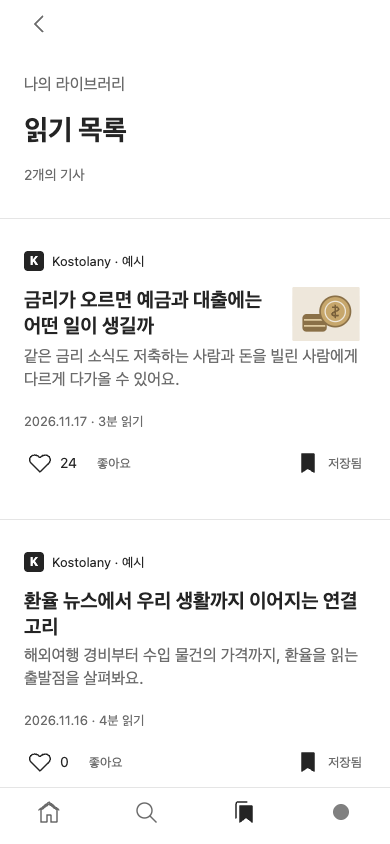 나의 라이브러리
읽기 목록
2개의 기사
K Kostolany · 예시
금리가 오르면 예금과 대출에는
어떤 일이 생길까
같은 금리 소식도 저축하는 사람과 돈을 빌린 사람에게
다르게 다가올 수 있어요.
2026.11.17 · 3분 읽기
24 좋아요 저장됨
K Kostolany · 예시
환율 뉴스에서 우리 생활까지 이어지는 연결
고리
해외여행 경비부터 수입 물건의 가격까지, 환율을 읽는
출발점을 살펴봐요.
2026.11.16 · 4분 읽기
0 좋아요 저장됨